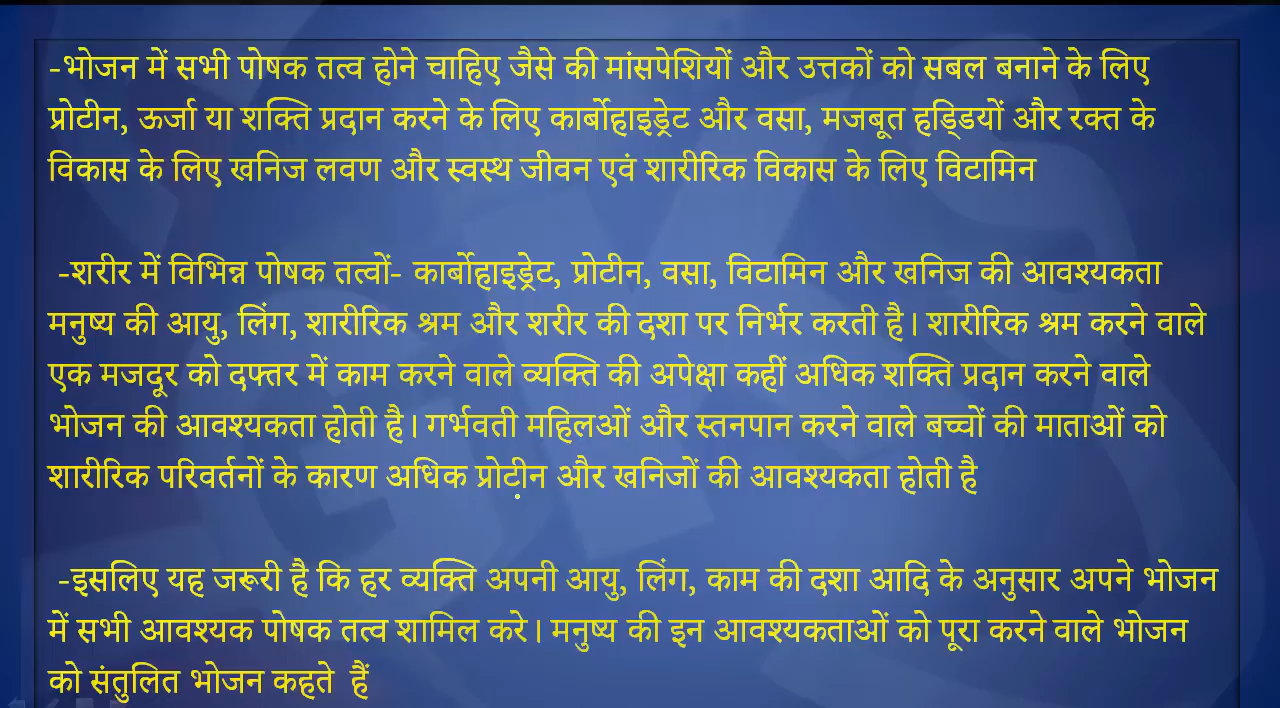 -भोजन में सभी पोषक तत्व होने चाहिए जैसे की मांसपेशियों और उत्तकों को सबल बनाने के लिए
प्रोटीन, ऊर्जा या शक्ति प्रदान करने के लिए कार्बोहाइड्रेट और वसा, मजबूत हड्डियों और रक्त के
विकास के लिए खनिज लवण और स्वस्थ जीवन एवं शारीरिक विकास के लिए विटामिन
-शरीर में विभिन्न पोषक तत्वों- कार्बोहाइड्रेट, प्रोटीन, वसा, विटामिन और खनिज की आवश्यकता
मनुष्य की आयु, लिंग, शारीरिक श्रम और शरीर की दशा पर निर्भर करती है। शारीरिक श्रम करने वाले
एक मजदूर को दफ्तर में काम करने वाले व्यक्ति की अपेक्षा कहीं अधिक शक्ति प्रदान करने वाले
भोजन की आवश्यकता होती है। गर्भवती महिलओं और स्तनपान करने वाले बच्चों की माताओं को
शारीरिक परिवर्तनों के कारण अधिक प्रोटीन और खनिजों की आवश्यकता होती है
-इसलिए यह जरूरी है कि हर व्यक्ति अपनी आयु, लिंग, काम की दशा आदि के अनुसार अपने भोजन
में सभी आवश्यक पोषक तत्व शामिल करे। मनुष्य की इन आवश्यकताओं को पूरा करने वाले भोजन
को संतुलित भोजन कहते हैं